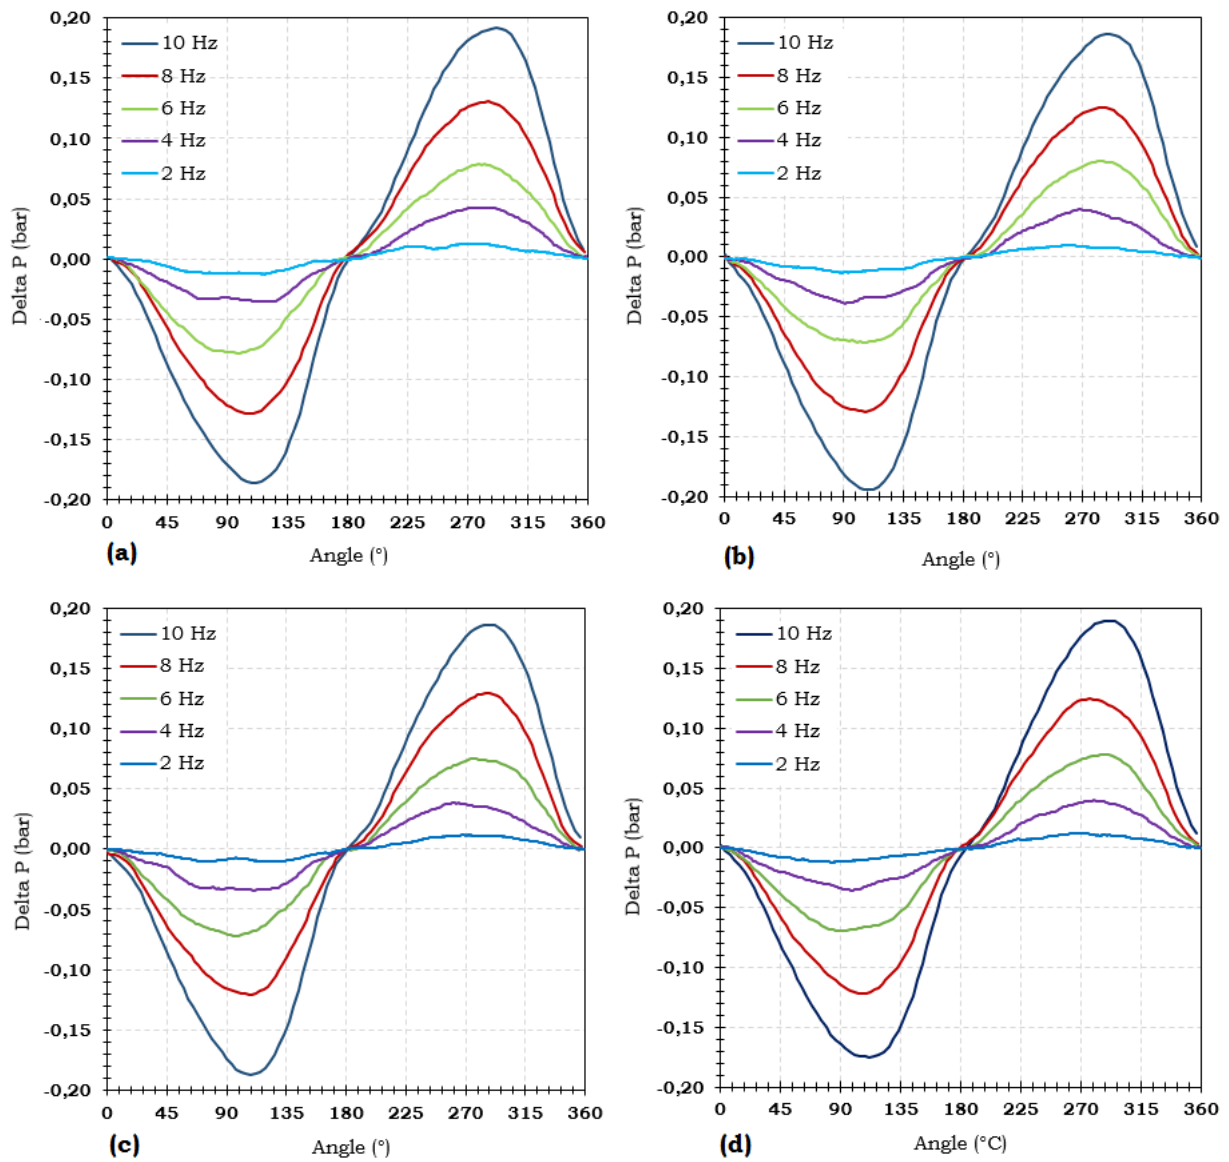 0,20
0,15
0,10
0,05
0,00
-0,05
-0,10
-0,15
-0,20
Delta P (bar)
10 Hz
8 Hz
6 Hz
4 Hz
2 Hz
0 45 90 135 180 225 270 315 360
(a) Angle (°)
0,20
0,15
0,10
0,05
0,00
-0,05
-0,10
-0,15
-0,20
Delta P (bar)
10 Hz
8 Hz
6 Hz
4 Hz
2 Hz
0 45 90 135 180 225 270 315 360
(b) Angle (°)
0,20
0,15
0,10
0,05
0,00
-0,05
-0,10
-0,15
-0,20
Delta P (bar)
10 Hz
8 Hz
6 Hz
4 Hz
2 Hz
0 45 90 135 180 225 270 315 360
(c) Angle (°)
0,20
0,15
0,10
0,05
0,00
-0,05
-0,10
-0,15
-0,20
Delta P (bar)
10 Hz
8 Hz
6 Hz
4 Hz
2 Hz
0 45 90 135 180 225 270 315 360
(d) Angle (°C)